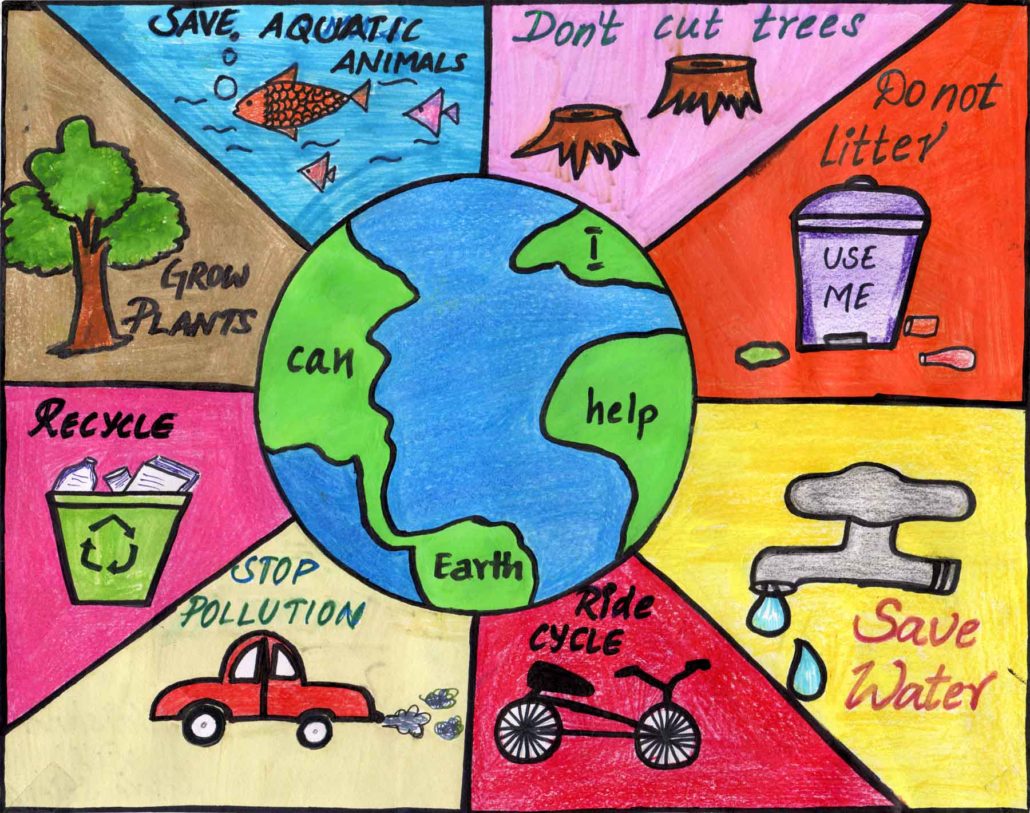 SAVE, AQUATIC
ANIMALS
Don't cut trees
Do not
Litter
USE
ME
GROW
PLANTS
I
can
help
Earth
RECYCLE
Save
Water
STOP
POLLUTION
Ride
CYCLE